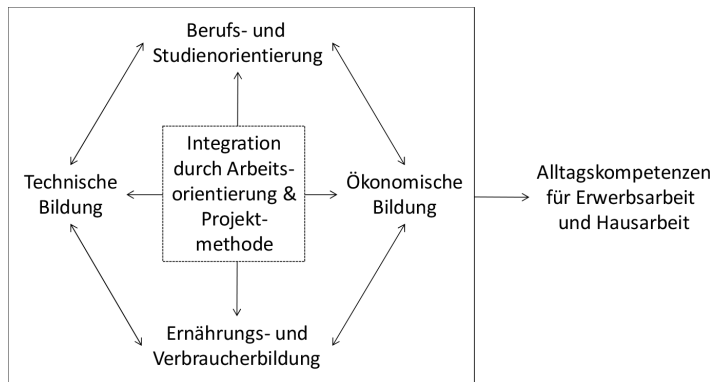 Berufs- und
Studienorientierung
Integration
durch Arbeits-
orientierung &
Projekt-
methode
Technische
Bildung
Ökonomische
Bildung
Alltagskompetenzen
für Erwerbsarbeit
und Hausarbeit
Ernährungs- und
Verbraucherbildung